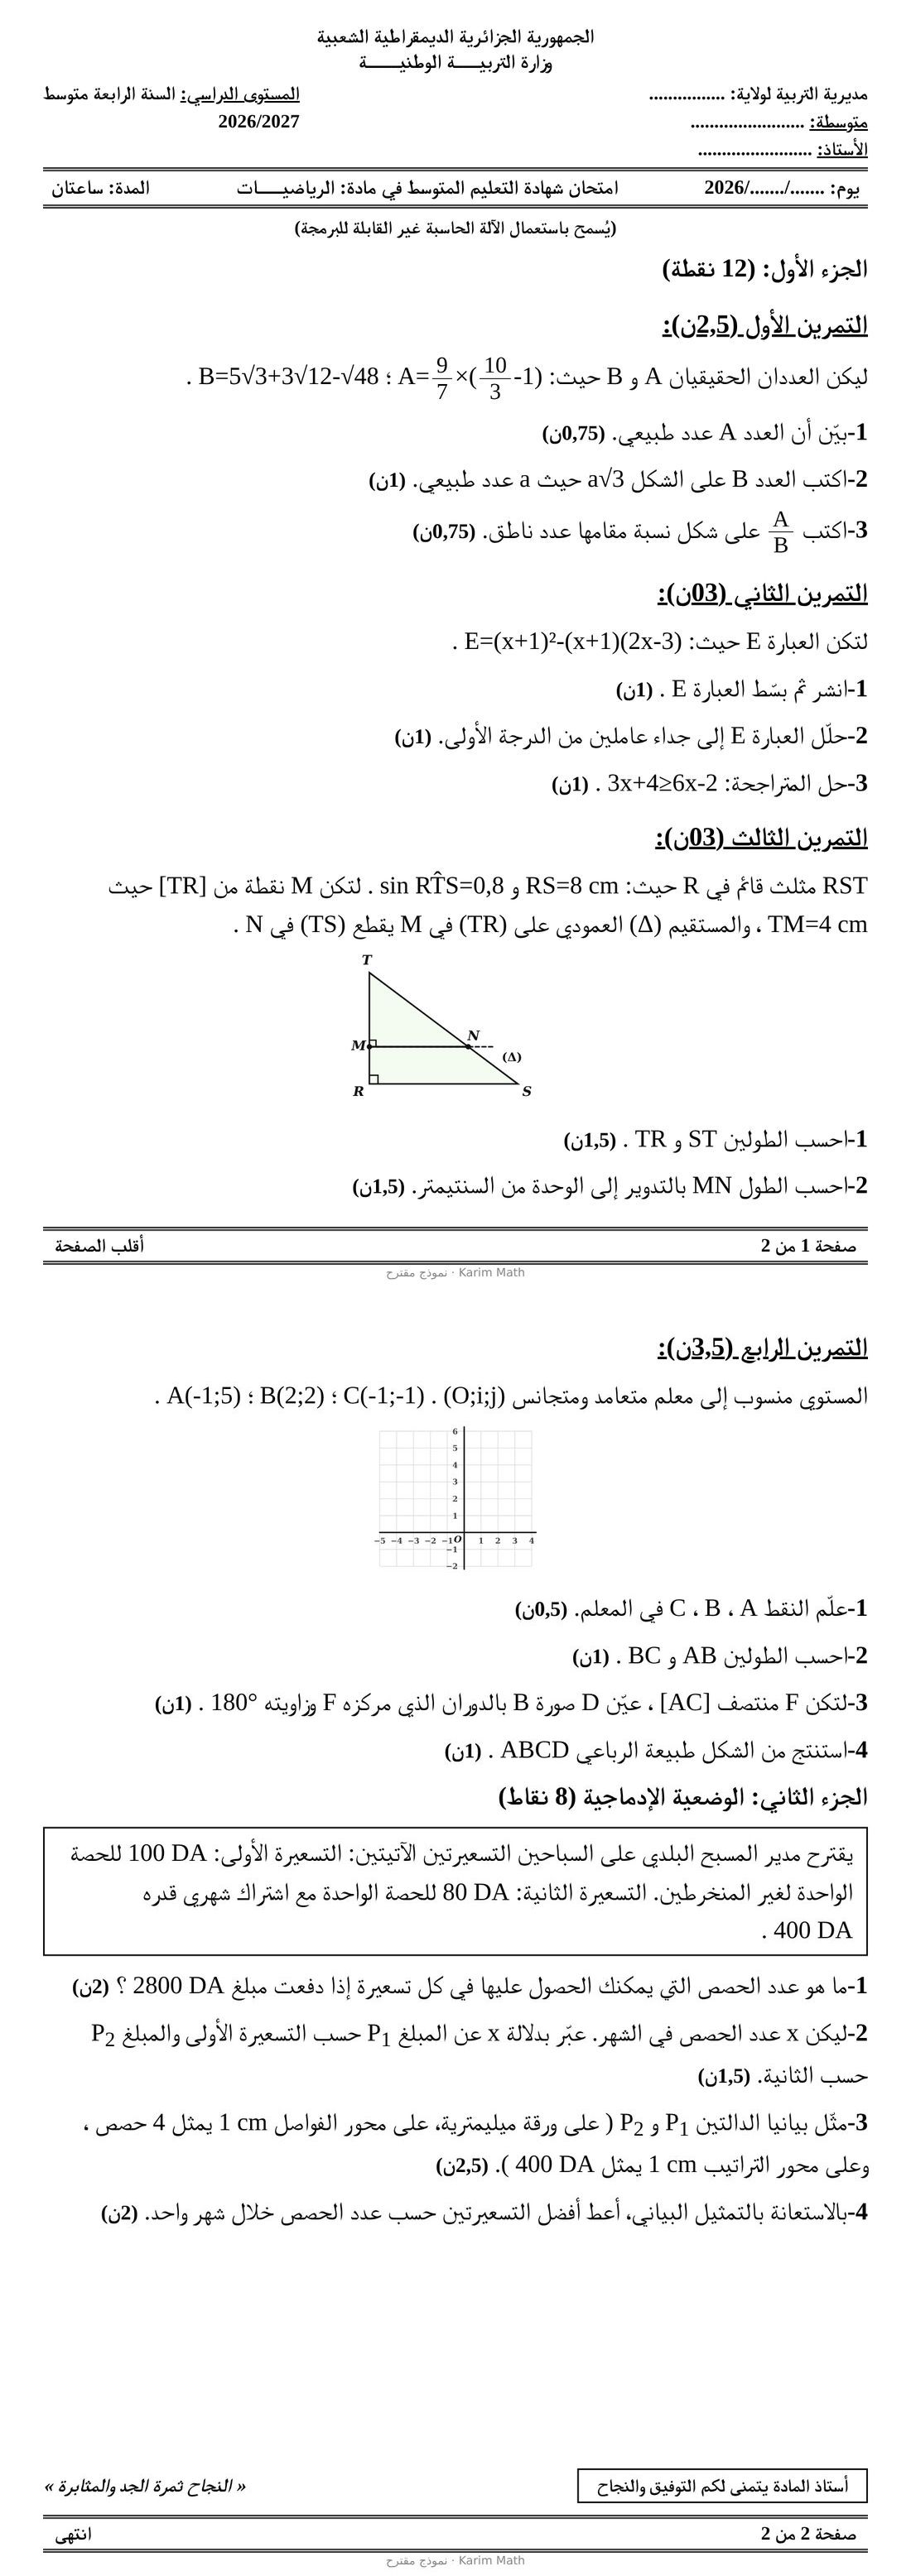 الجمهورية الجزائرية الديمقراطية الشعبية
وزارة التربيـــــة الوطنيـــــــة
مديرية التربية لولاية: ................
المستوى الدراسي: السنة الرابعة متوسط
متوسطة: ........................
2026/2027
الأستاذ: ........................
يوم: ......./......./2026
امتحان شهادة التعليم المتوسط في مادة: الرياضيـــــات
المدة: ساعتان
(يُسمح باستعمال الآلة الحاسبة غير القابلة للبرمجة)
الجزء الأول: (12 نقطة)
التمرين الأول (2,5ن):
ليكن العددان الحقيقيان A و B حيث: A=9/7×(10/3-1) ؛ B=5√3+3√12-√48 .
1-بيّن أن العدد A عدد طبيعي. (0,75ن)
2-اكتب العدد B على الشكل a√3 حيث a عدد طبيعي. (1ن)
3-اكتب A/B على شكل نسبة مقامها عدد ناطق. (0,75ن)
التمرين الثاني (03ن):
لتكن العبارة E حيث: E=(x+1)²-(x+1)(2x-3) .
1-انشر ثم بسّط العبارة E . (1ن)
2-حلّل العبارة E إلى جداء عاملين من الدرجة الأولى. (1ن)
3-حل المتراجحة: 3x+4≥6x-2 . (1ن)
التمرين الثالث (03ن):
RST مثلث قائم في R حيث: RS=8 cm و sin RT̂S=0,8 . لتكن M نقطة من [TR] حيث
TM=4 cm ، والمستقيم (Δ) العمودي على (TR) في M يقطع (TS) في N .
T
M
N
(Δ)
R
S
1-احسب الطولين ST و TR . (1,5ن)
2-احسب الطول MN بالتدوير إلى الوحدة من السنتيمتر. (1,5ن)
صفحة 1 من 2
أقلب الصفحة
Karim Math · نموذج مقترح
التمرين الرابع (3,5ن):
المستوي منسوب إلى معلم متعامد ومتجانس (O;i;j) . A(-1;5) ؛ B(2;2) ؛ C(-1;-1) .
6
5
4
3
2
1
−5 −4 −3 −2 −1 O 1 2 3 4
−1
−2
1-علّم النقط A ، B ، C في المعلم. (0,5ن)
2-احسب الطولين AB و BC . (1ن)
3-لتكن F منتصف [AC] ، عيّن D صورة B بالدوران الذي مركزه F وزاويته 180° . (1ن)
4-استنتج من الشكل طبيعة الرباعي ABCD . (1ن)
الجزء الثاني: الوضعية الإدماجية (8 نقاط)
يقترح مدير المسبح البلدي على السباحين التسعيرتين الآتيتين: التسعيرة الأولى: 100 DA للحصة
الواحدة لغير المنخرطين. التسعيرة الثانية: 80 DA للحصة الواحدة مع اشتراك شهري قدره
400 DA .
1-ما هو عدد الحصص التي يمكنك الحصول عليها في كل تسعيرة إذا دفعت مبلغ 2800 DA ؟ (2ن)
2-ليكن x عدد الحصص في الشهر. عبّر بدلالة x عن المبلغ P₁ حسب التسعيرة الأولى والمبلغ P₂
حسب الثانية. (1,5ن)
3-مثّل بيانيا الدالتين P₁ و P₂ ( على ورقة ميليمترية، على محور الفواصل 1 cm يمثل 4 حصص ،
وعلى محور التراتيب 1 cm يمثل 400 DA ). (2,5ن)
4-بالاستعانة بالتمثيل البياني، أعط أفضل التسعيرتين حسب عدد الحصص خلال شهر واحد. (2ن)
أستاذ المادة يتمنى لكم التوفيق والنجاح
« النجاح ثمرة الجد والمثابرة »
صفحة 2 من 2
انتهى
Karim Math · نموذج مقترح